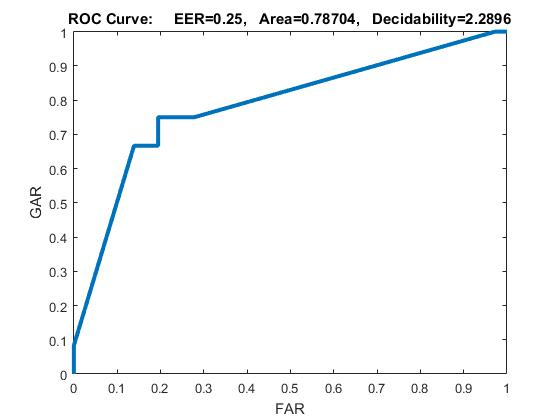 ROC Curve: EER=0.25, Area=0.78704, Decidability=2.2896
1
0.9
0.8
0.7
0.6
0.5
0.4
0.3
0.2
0.1
0
GAR
0 0.1 0.2 0.3 0.4 0.5 0.6 0.7 0.8 0.9 1
FAR